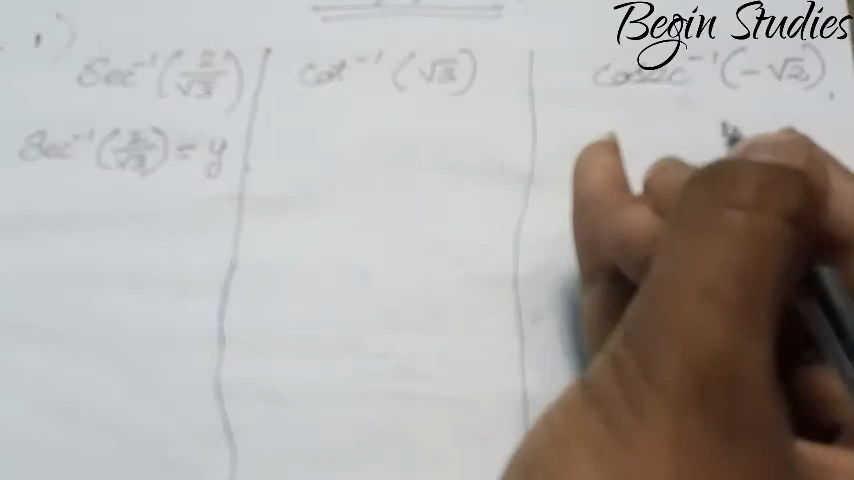 Begin Studies
sec⁻¹(2/√3)
cot⁻¹(√3)
cosec⁻¹(-√2).
sec⁻¹(2/√3) = y